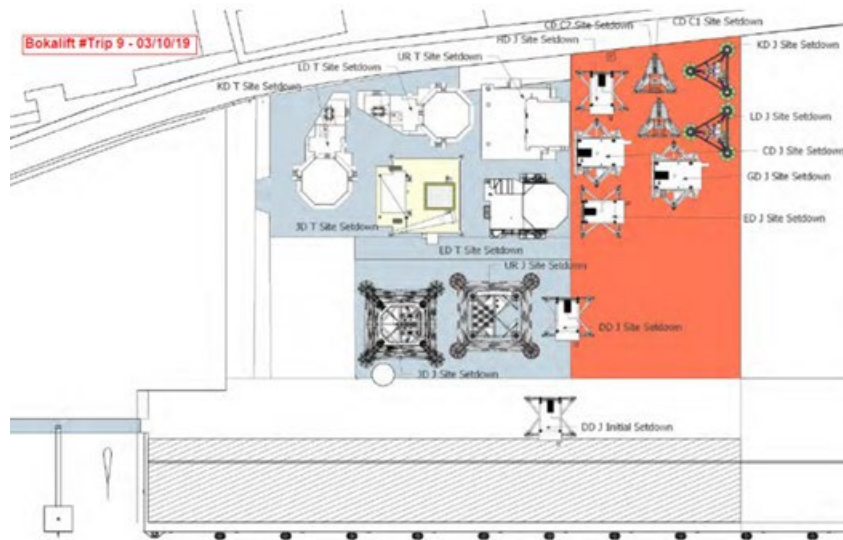 Bokalift #Trip 9 - 03/10/19
CD C2 Site Setdown
CD C1 Site Setdown
HD J Site Setdown
UR T Site Setdown
KD J Site Setdown
LD T Site Setdown
KD T Site Setdown
LD J Site Setdown
CD J Site Setdown
GD J Site Setdown
ED J Site Setdown
JD T Site Setdown
LD T Site Setdown
UR J Site Setdown
DD J Site Setdown
JD J Site Setdown
DD J Initial Setdown